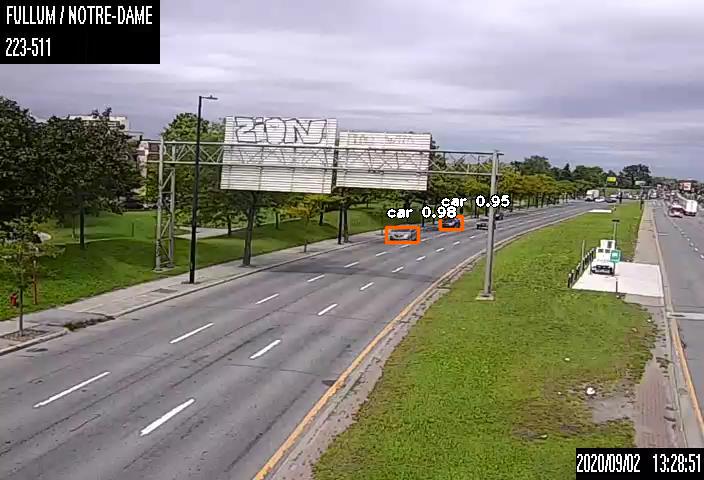 FULLUM / NOTRE-DAME
223-511
ZION
car 0.98
car 0.95
2020/09/02 13:28:51